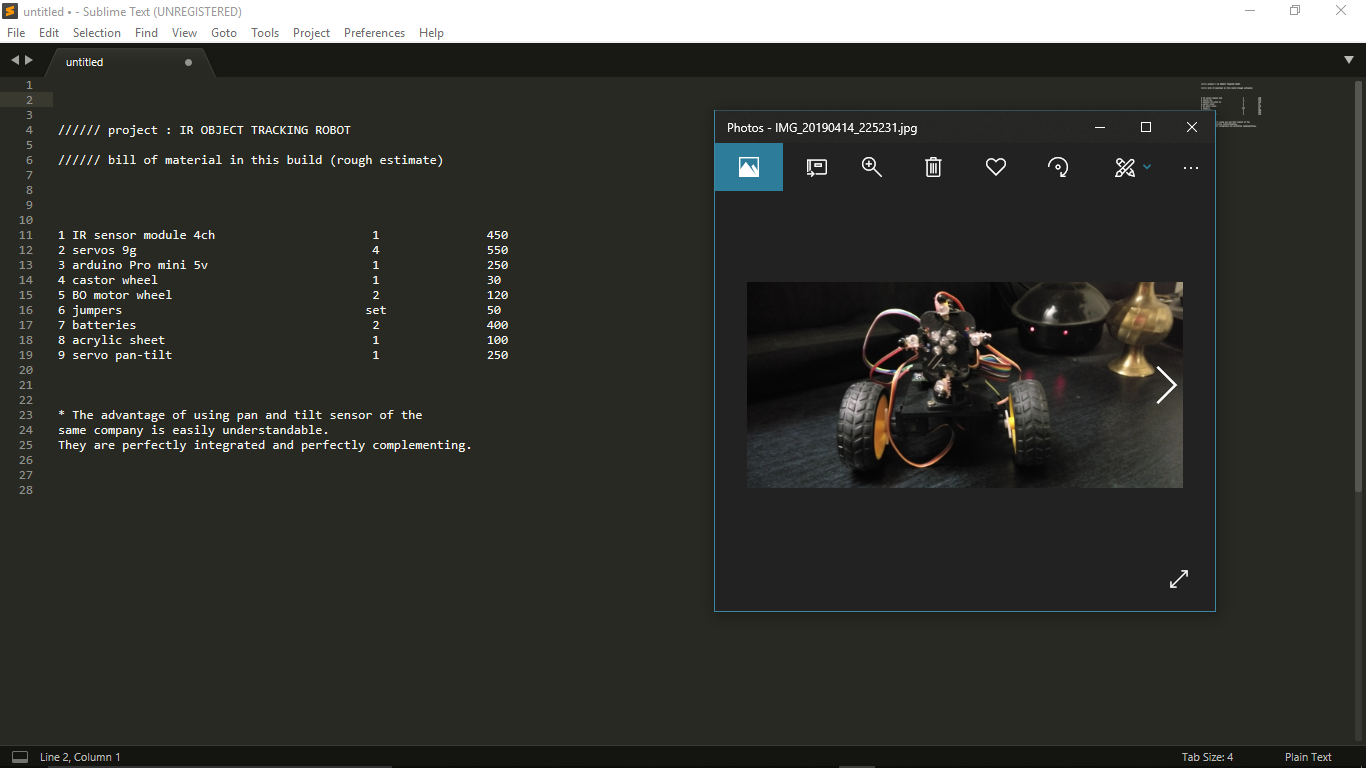 untitled • - Sublime Text (UNREGISTERED)
File Edit Selection Find View Goto Tools Project Preferences Help
untitled
1
2
3
4 ////// project : IR OBJECT TRACKING ROBOT
5
6 ////// bill of material in this build (rough estimate)
7
8
9
10
11 1 IR sensor module 4ch 1 450
12 2 servos 9g 4 550
13 3 arduino Pro mini 5v 1 250
14 4 castor wheel 1 30
15 5 BO motor wheel 2 120
16 6 jumpers set 50
17 7 batteries 2 400
18 8 acrylic sheet 1 100
19 9 servo pan-tilt 1 250
20
21
22
23 * The advantage of using pan and tilt sensor of the
24 same company is easily understandable.
25 They are perfectly integrated and perfectly complementing.
26
27
28
Photos - IMG_20190414_225231.jpg
Line 2, Column 1
Tab Size: 4
Plain Text